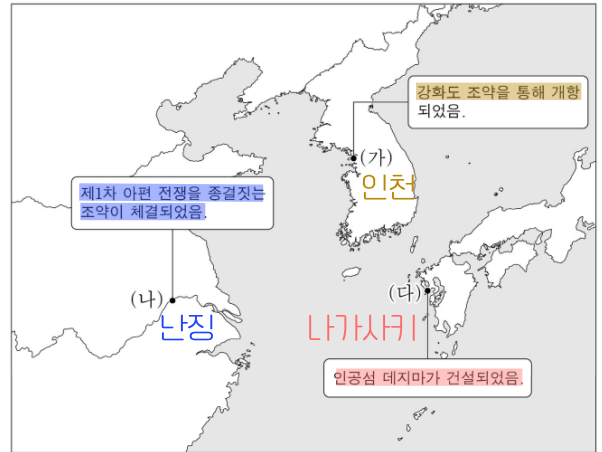 강화도 조약을 통해 개항
되었음.
(가)
인천
제1차 아편 전쟁을 종결짓는
조약이 체결되었음.
(나)
난징
(다)
나가사키
인공섬 데지마가 건설되었음.